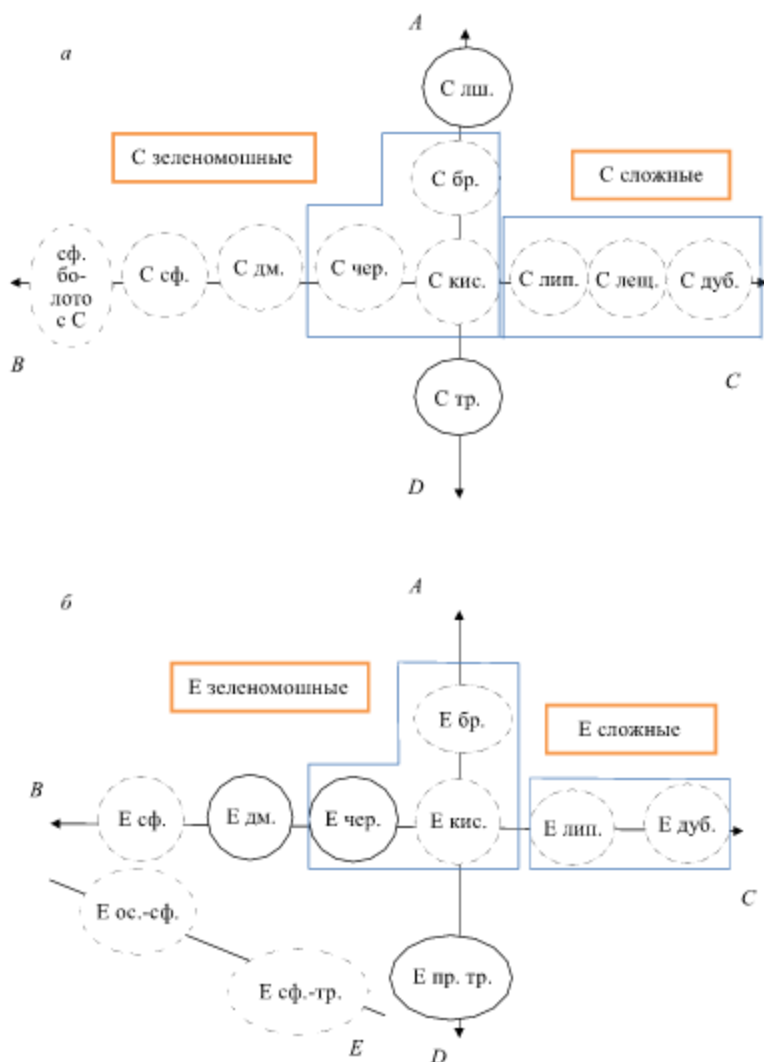 а
A
С лш.
С зеленомошные
С сложные
С бр.
сф.
бо-
лото
с С
С сф.
С дм.
С чер.
С кис.
С лип.
С лещ.
С дуб.
B
C
С тр.
D
б
A
Е зеленомошные
Е сложные
Е бр.
B
Е сф.
Е дм.
Е чер.
Е кис.
Е лип.
Е дуб.
C
Е ос.-сф.
Е сф.-тр.
Е пр. тр.
E
D